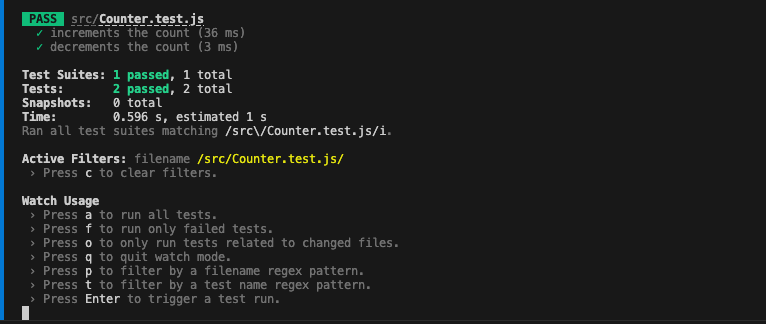 PASS src/Counter.test.js
✓ increments the count (36 ms)
✓ decrements the count (3 ms)
Test Suites: 1 passed, 1 total
Tests: 2 passed, 2 total
Snapshots: 0 total
Time: 0.596 s, estimated 1 s
Ran all test suites matching /src\/Counter.test.js/i.
Active Filters: filename /src/Counter.test.js/
› Press c to clear filters.
Watch Usage
› Press a to run all tests.
› Press f to run only failed tests.
› Press o to only run tests related to changed files.
› Press q to quit watch mode.
› Press p to filter by a filename regex pattern.
› Press t to filter by a test name regex pattern.
› Press Enter to trigger a test run.